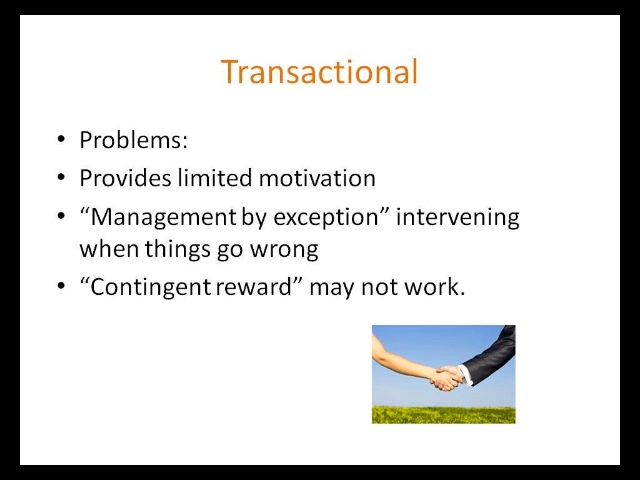 Transactional
• Problems:
• Provides limited motivation
• “Management by exception” intervening
when things go wrong
• “Contingent reward” may not work.